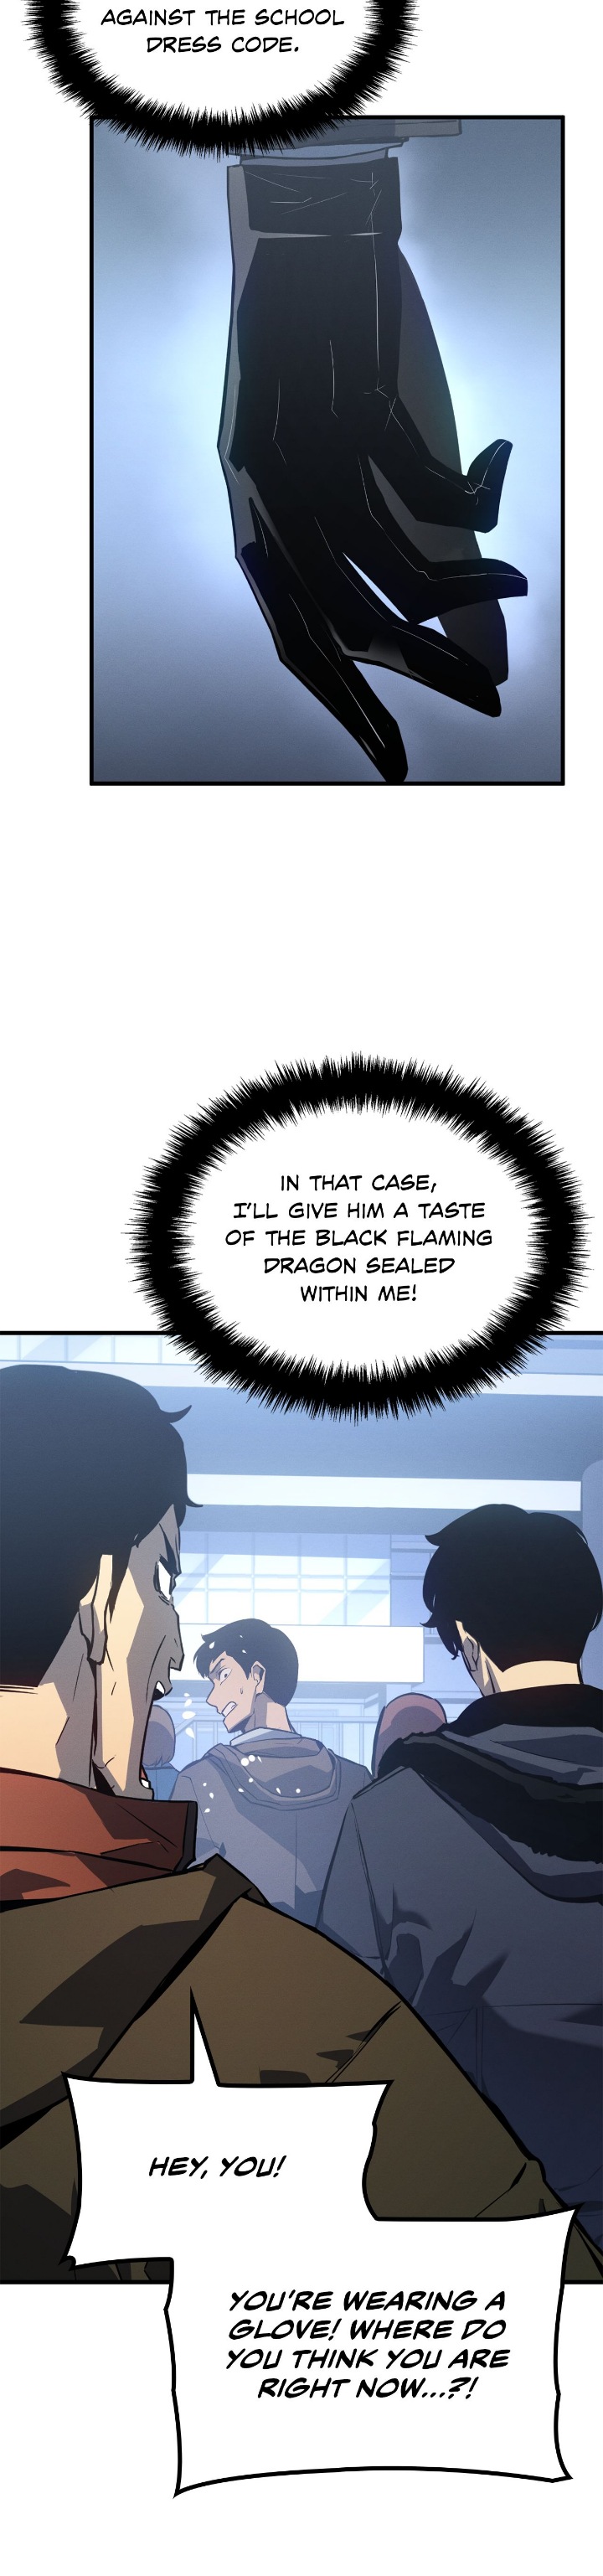 AGAINST THE SCHOOL
DRESS CODE.
IN THAT CASE,
I'LL GIVE HIM A TASTE
OF THE BLACK FLAMING
DRAGON SEALED
WITHIN ME!
HEY, YOU!
YOU'RE WEARING A
GLOVE! WHERE DO
YOU THINK YOU ARE
RIGHT NOW...?!